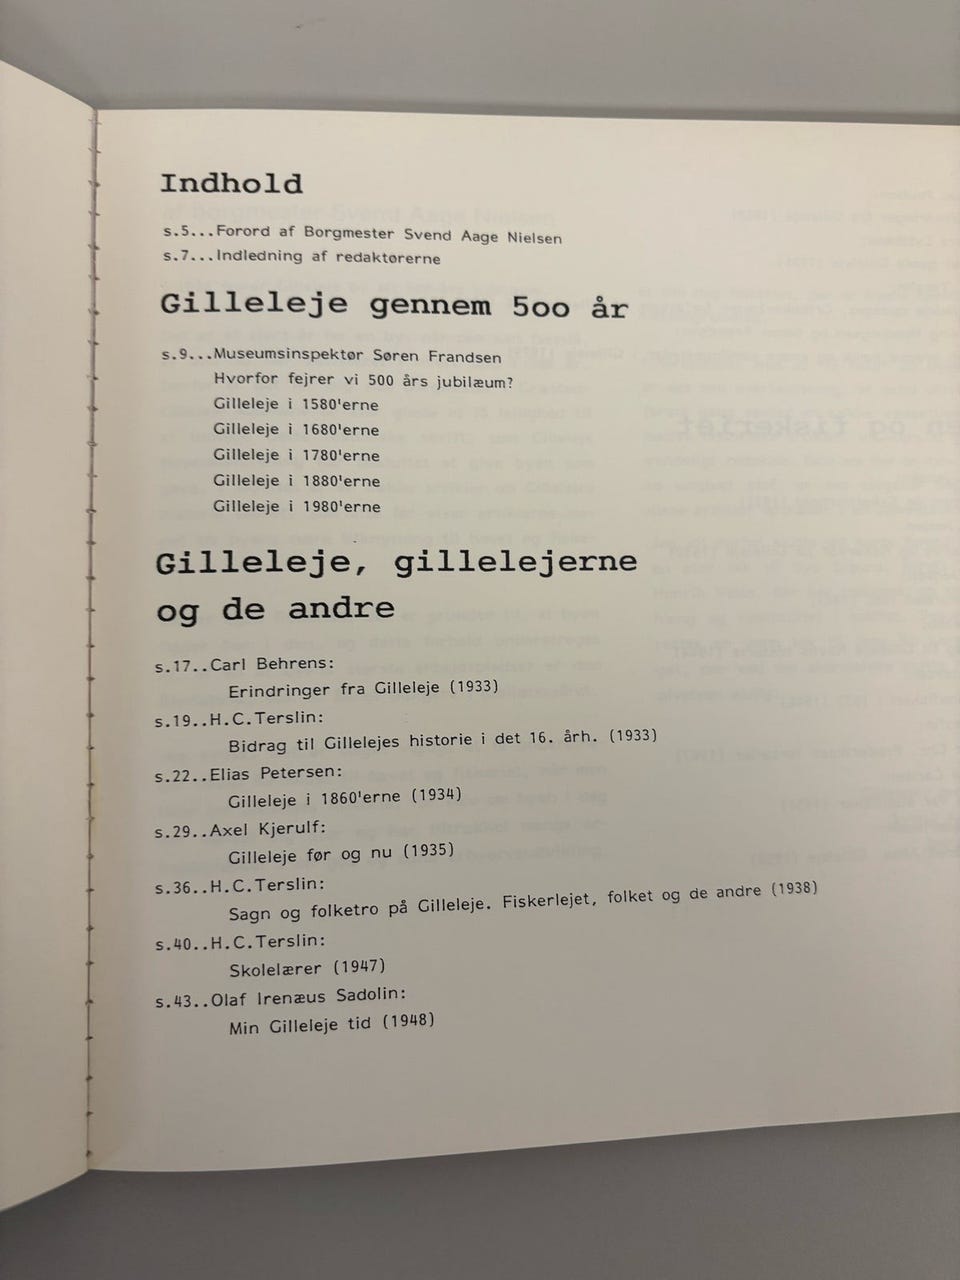 Indhold
s.5...Forord af Borgmester Svend Aage Nielsen
s.7...Indledning af redaktørerne
Gilleleje gennem 5oo år
s.9...Museumsinspektør Søren Frandsen
Hvorfor fejrer vi 500 års jubilæum?
Gilleleje i 1580'erne
Gilleleje i 1680'erne
Gilleleje i 1780'erne
Gilleleje i 1880'erne
Gilleleje i 1980'erne
Gilleleje, gillelejerne
og de andre
s.17..Carl Behrens:
Erindringer fra Gilleleje (1933)
s.19..H.C.Terslin:
Bidrag til Gillelejes historie i det 16. årh. (1933)
s.22..Elias Petersen:
Gilleleje i 1860'erne (1934)
s.29..Axel Kjerulf:
Gilleleje før og nu (1935)
s.36..H.C.Terslin:
Sagn og folketro på Gilleleje. Fiskerlejet, folket og de andre (1938)
s.40..H.C.Terslin:
Skolelærer (1947)
s.43..Olaf Irenæus Sadolin:
Min Gilleleje tid (1948)